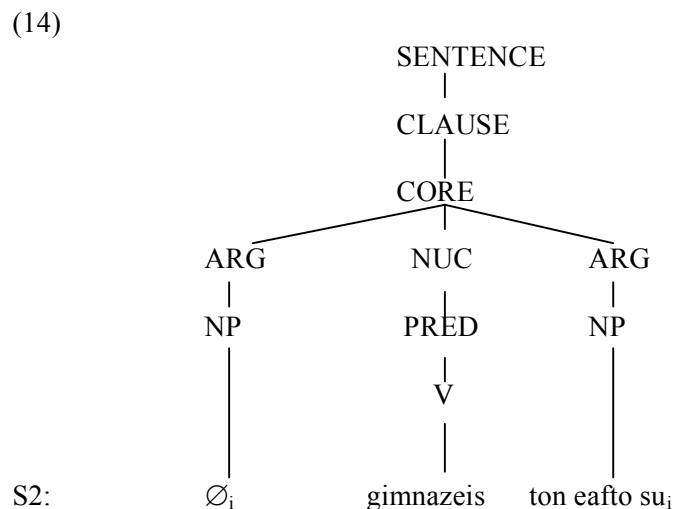 (14)
SENTENCE
CLAUSE
CORE
ARG NUC ARG
NP PRED NP
V
S2: ∅i gimnazeis ton eafto sui